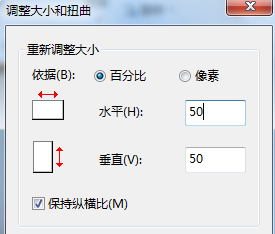 调整大小和扭曲
重新调整大小
依据(B): 百分比 像素
水平(H): 50
垂直(V): 50
保持纵横比(M)